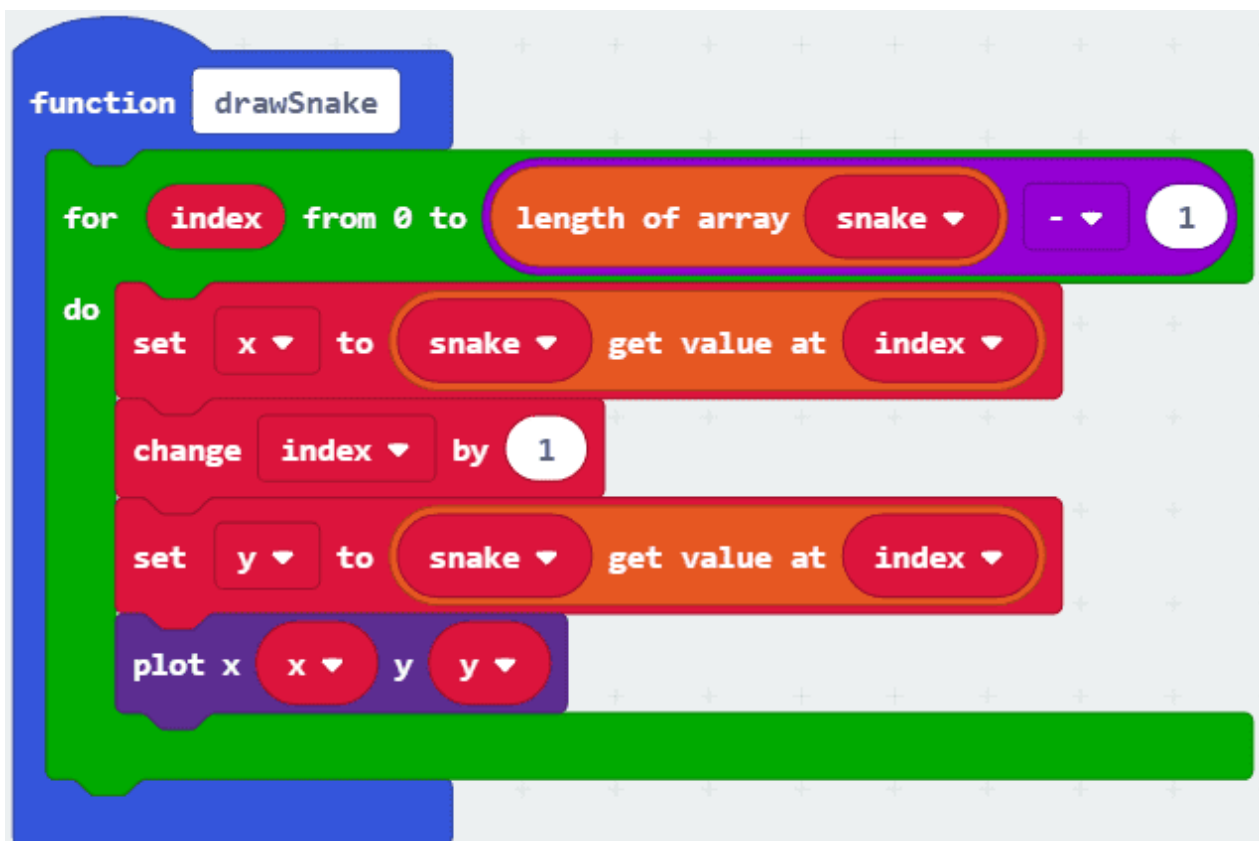 function drawSnake
for index from 0 to length of array snake - 1
do
set x to snake get value at index
change index by 1
set y to snake get value at index
plot x x y y